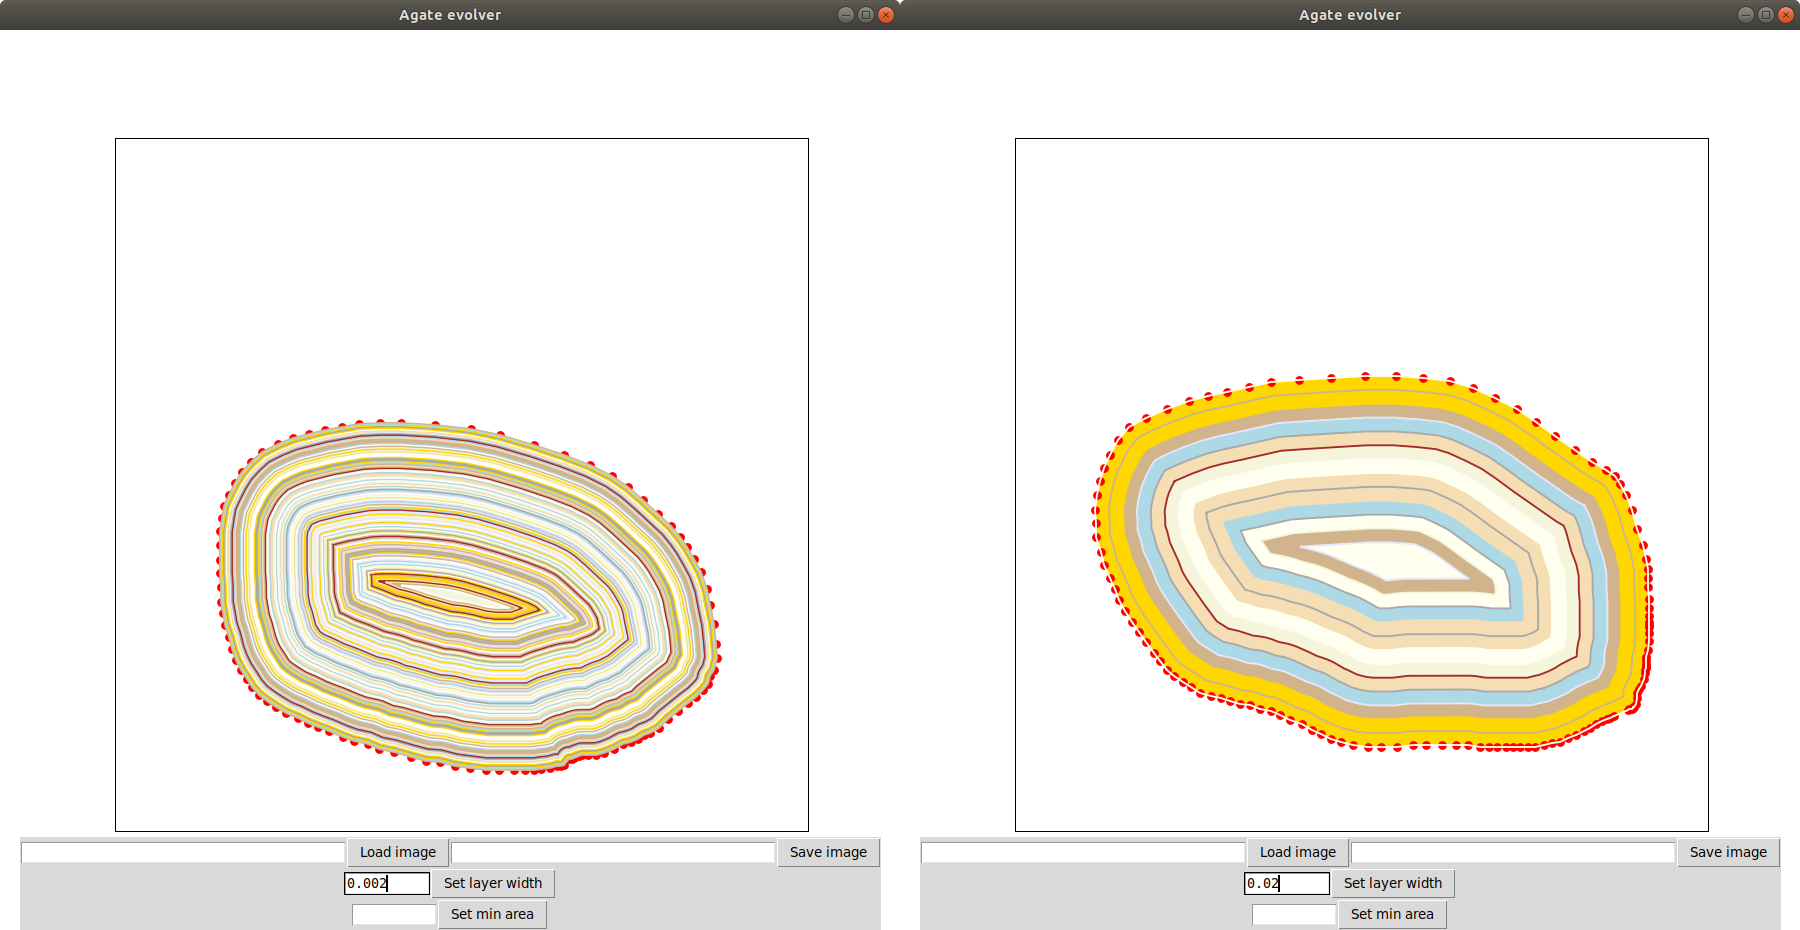 Agate evolver Agate evolver
Load image Save image Load image Save image
0.002 Set layer width 0.02 Set layer width
Set min area Set min area